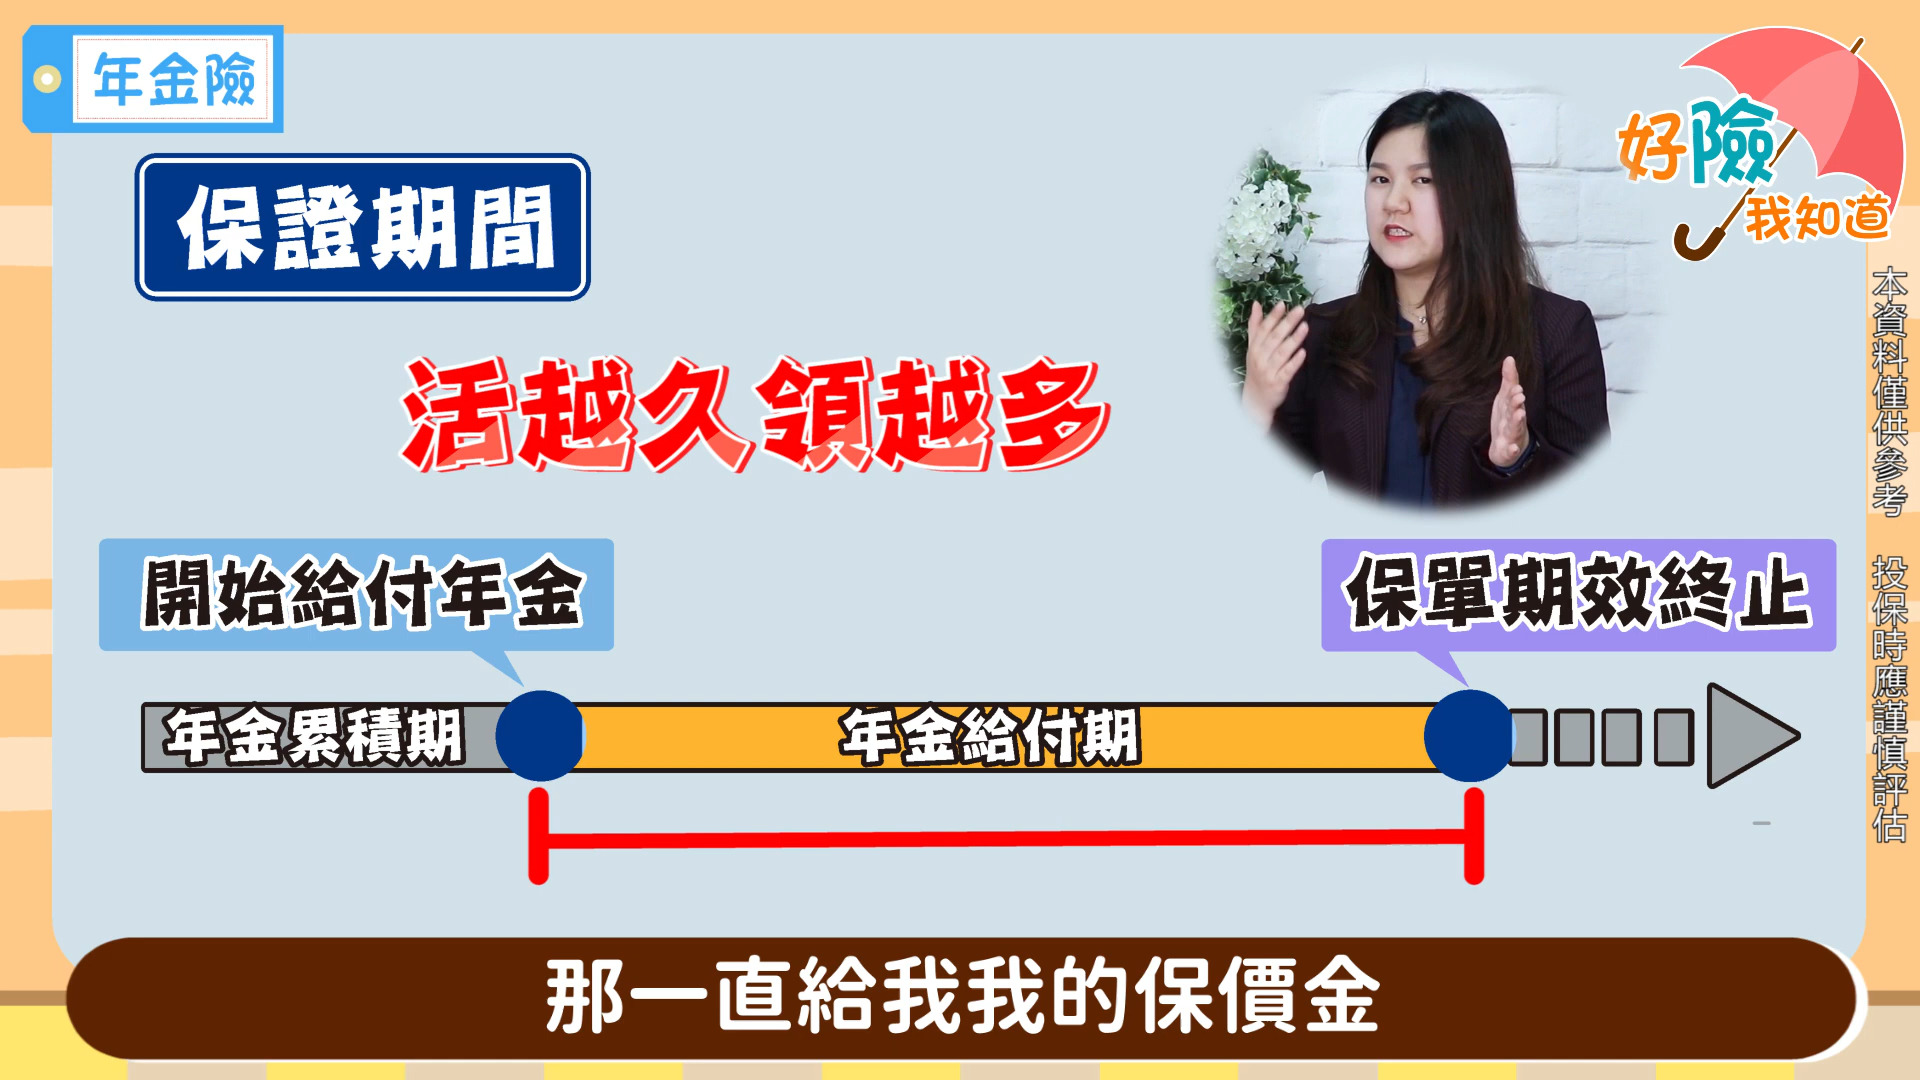 年金險
好險
我知道
保證期間
活越久領越多
開始給付年金
保單期效終止
年金累積期
年金給付期
本資料僅供參考 投保時應謹慎評估
那一直給我我的保價金